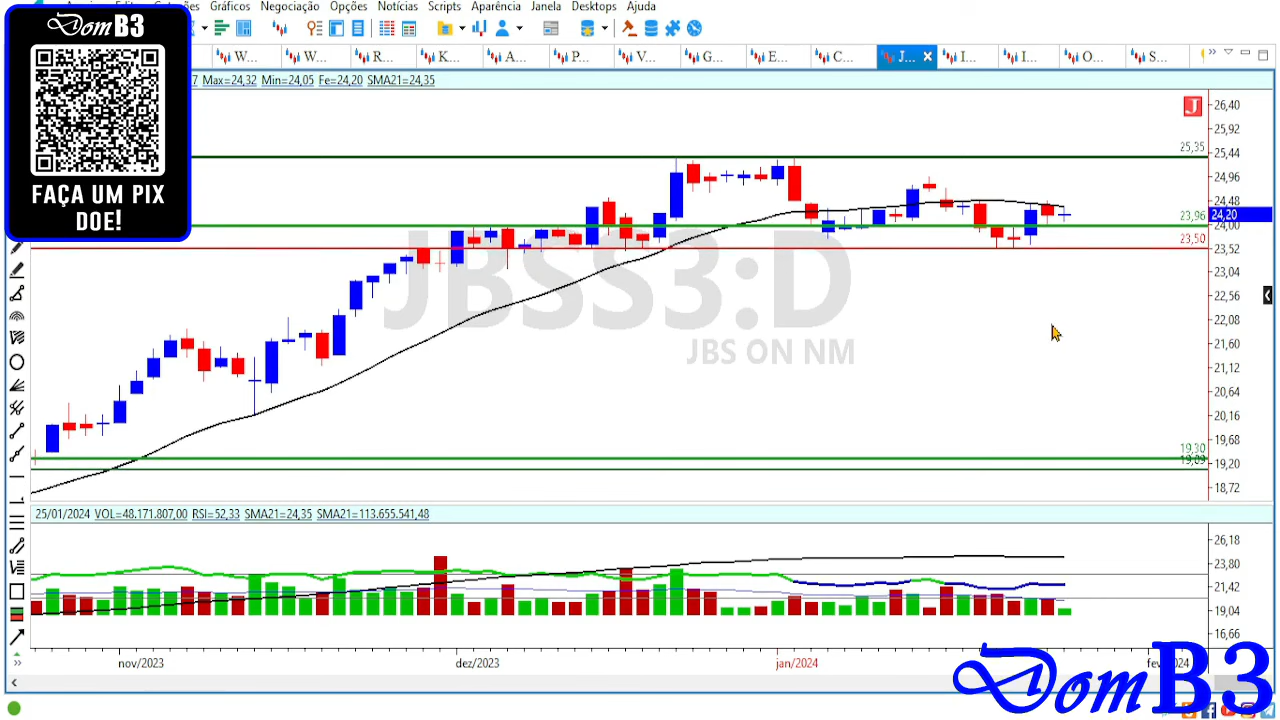 Gráficos Negociação Opções Notícias Scripts Aparência Janela Desktops Ajuda
DomB3
FAÇA UM PIX
DOE!
W... W... R... K... A... P... V... G... E... C... J... I... I... O... S...
Max=24,32 Min=24,05 Fe=24,20 SMA21=24,35
J
26,40
25,92
25,35
25,44
24,96
24,48
23,96
24,20
24,00
23,50
23,52
23,04
22,56
22,08
21,60
21,12
20,64
20,16
19,68
19,30
19,09
19,20
18,72
JBSS3:D
JBS ON NM
25/01/2024 VOL=48.171.807,00 RSI=52,33 SMA21=24,35 SMA21=113.655.541,48
26,18
23,80
21,42
19,04
16,66
nov/2023 dez/2023 jan/2024
DomB3